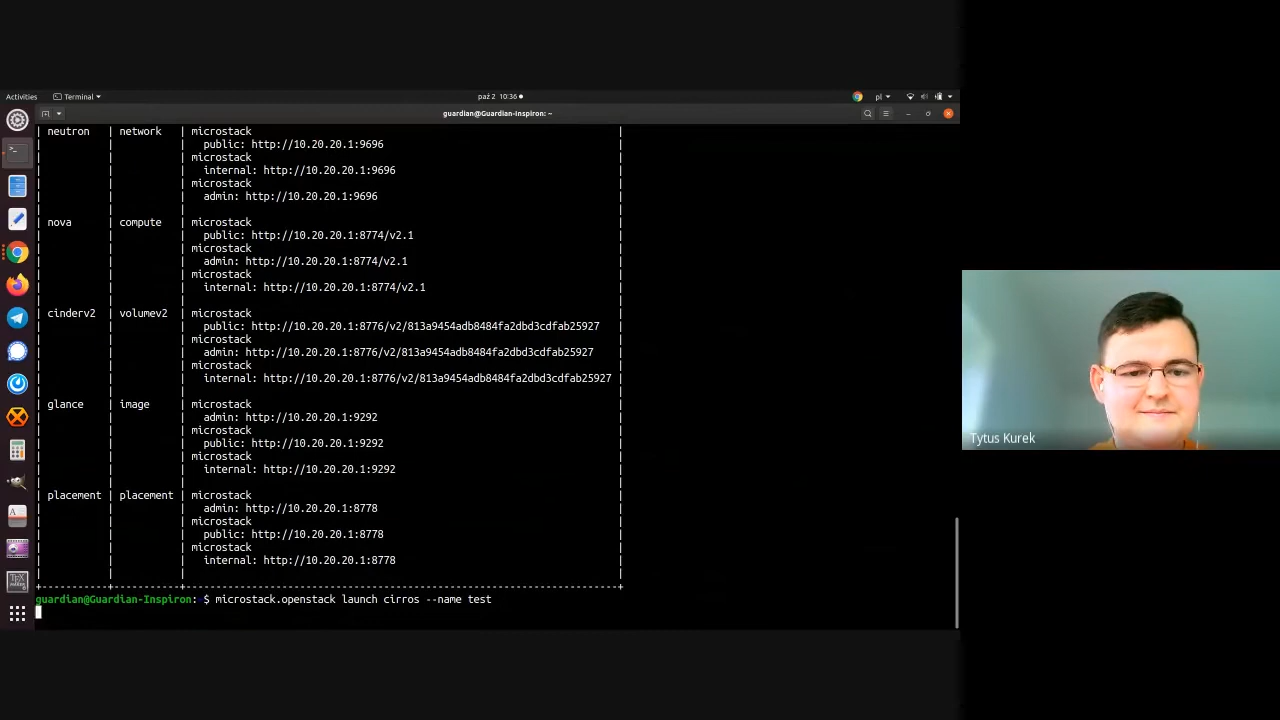 Activities Terminal paź 2 10:36 pl
guardian@Guardian-Inspiron: ~
| neutron | network | microstack |
| | | public: http://10.20.20.1:9696 |
| | | microstack |
| | | internal: http://10.20.20.1:9696 |
| | | microstack |
| | | admin: http://10.20.20.1:9696 |
| | | |
| nova | compute | microstack |
| | | public: http://10.20.20.1:8774/v2.1 |
| | | microstack |
| | | admin: http://10.20.20.1:8774/v2.1 |
| | | microstack |
| | | internal: http://10.20.20.1:8774/v2.1 |
| | | |
| cinderv2 | volumev2 | microstack |
| | | public: http://10.20.20.1:8776/v2/813a9454adb8484fa2dbd3cdfab25927 |
| | | microstack |
| | | admin: http://10.20.20.1:8776/v2/813a9454adb8484fa2dbd3cdfab25927 |
| | | microstack |
| | | internal: http://10.20.20.1:8776/v2/813a9454adb8484fa2dbd3cdfab25927 |
| | | |
| glance | image | microstack |
| | | admin: http://10.20.20.1:9292 |
| | | microstack |
| | | public: http://10.20.20.1:9292 |
| | | microstack |
| | | internal: http://10.20.20.1:9292 |
| | | |
| placement | placement | microstack |
| | | admin: http://10.20.20.1:8778 |
| | | microstack |
| | | public: http://10.20.20.1:8778 |
| | | microstack |
| | | internal: http://10.20.20.1:8778 |
| | | |
guardian@Guardian-Inspiron: $ microstack.openstack launch cirros --name test
Tytus Kurek